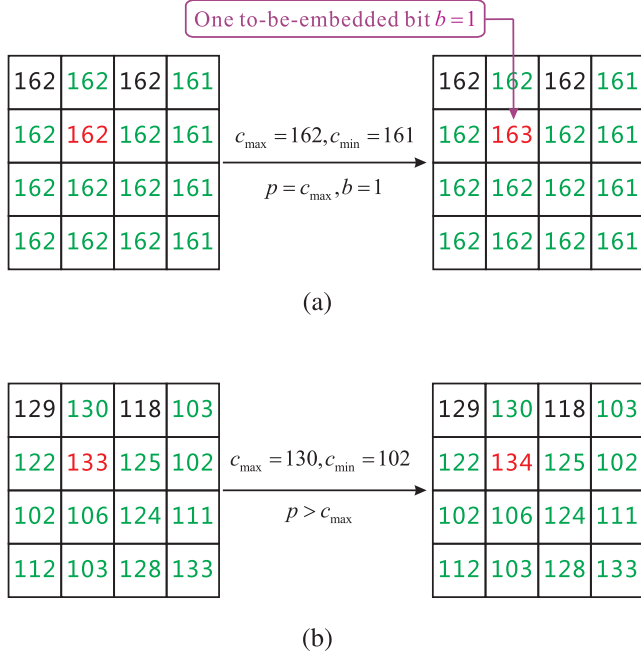 One to-be-embedded bit b=1
162 162 162 161 162 162 162 161
162 162 162 161 c_max=162,c_min=161 162 163 162 161
162 162 162 161 p=c_max,b=1 162 162 162 161
162 162 162 161 162 162 162 161
(a)
129 130 118 103 129 130 118 103
122 133 125 102 c_max=130,c_min=102 122 134 125 102
102 106 124 111 p>c_max 102 106 124 111
112 103 128 133 112 103 128 133
(b)